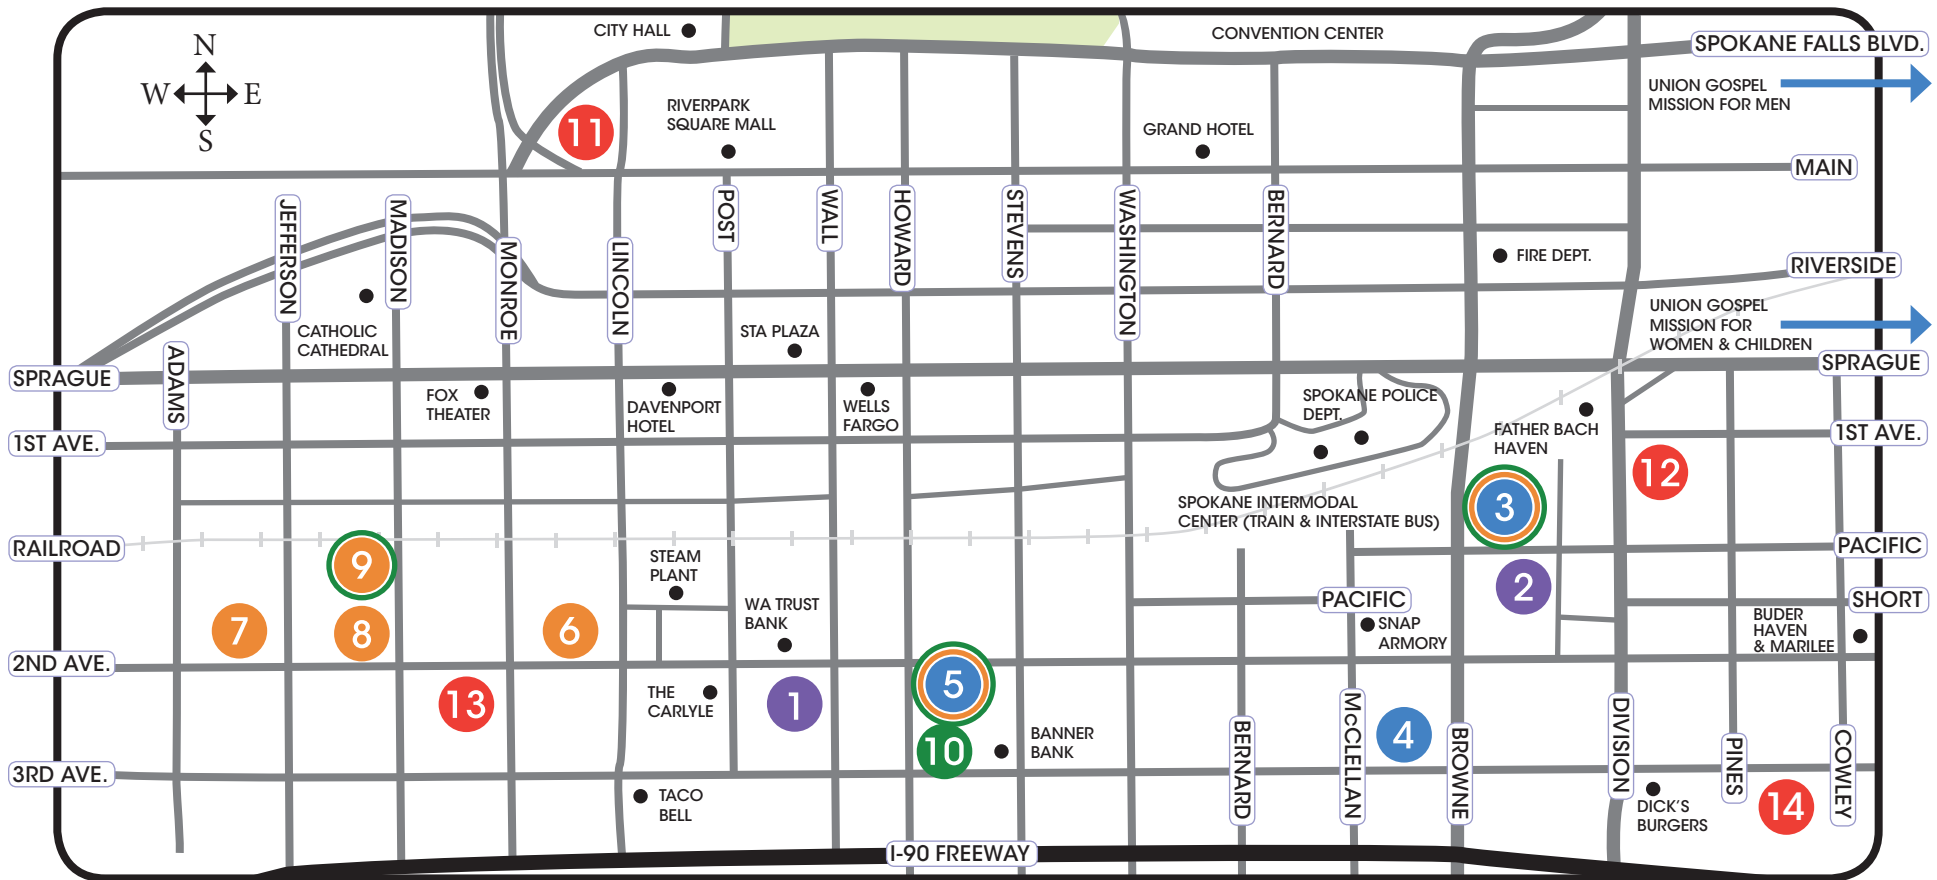 CITY HALL
CONVENTION CENTER
SPOKANE FALLS BLVD.
N
W
E
S
UNION GOSPEL
MISSION FOR MEN
11
RIVERPARK
SQUARE MALL
GRAND HOTEL
MAIN
JEFFERSON
MADISON
MONROE
LINCOLN
POST
WALL
HOWARD
STEVENS
WASHINGTON
BERNARD
FIRE DEPT.
RIVERSIDE
CATHOLIC
CATHEDRAL
STA PLAZA
UNION GOSPEL
MISSION FOR
WOMEN & CHILDREN
SPRAGUE
ADAMS
SPRAGUE
FOX
THEATER
DAVENPORT
HOTEL
WELLS
FARGO
SPOKANE POLICE
DEPT.
FATHER BACH
HAVEN
1ST AVE.
1ST AVE.
12
SPOKANE INTERMODAL
CENTER (TRAIN & INTERSTATE BUS)
3
RAILROAD
PACIFIC
9
STEAM
PLANT
2
PACIFIC
SHORT
7
8
6
WA TRUST
BANK
SNAP
ARMORY
BUDER
HAVEN
& MARILEE
2ND AVE.
13
THE
CARLYLE
1
5
10
BANNER
BANK
BERNARD
McCLELLAN
4
BROWNE
DIVISION
PINES
COWLEY
3RD AVE.
TACO
BELL
DICK'S
BURGERS
14
I-90 FREEWAY